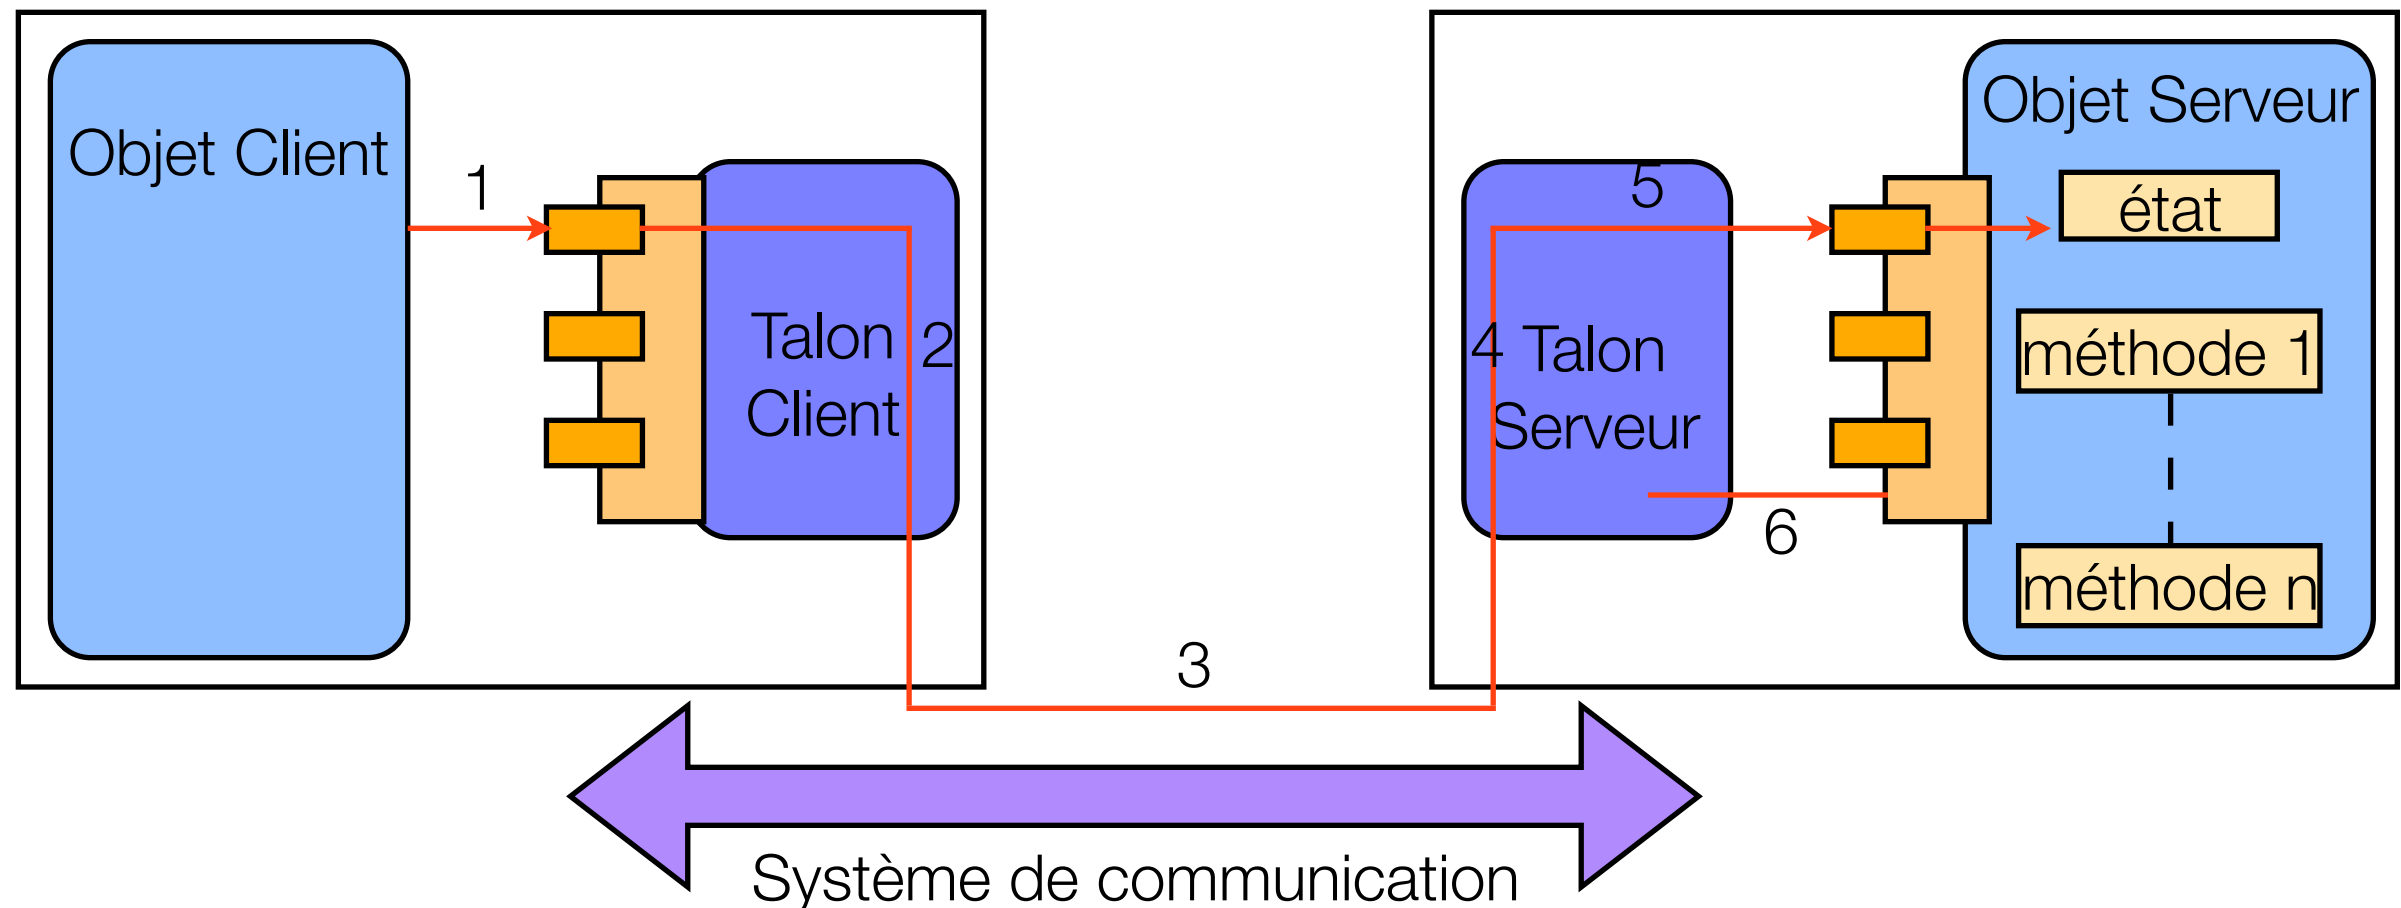 Objet Client
1
Talon
Client
2
3
4
Talon
Serveur
5
6
Objet Serveur
état
méthode 1
méthode n
Système de communication